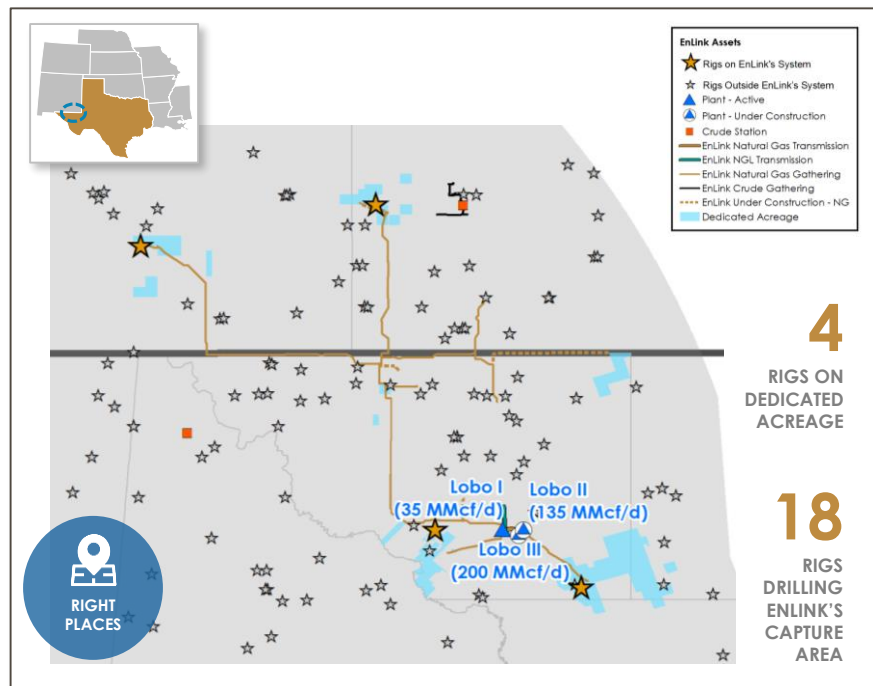 EnLink Assets
Rigs on EnLink's System
Rigs Outside EnLink's System
Plant - Active
Plant - Under Construction
Crude Station
EnLink Natural Gas Transmission
EnLink NGL Transmission
EnLink Natural Gas Gathering
EnLink Crude Gathering
EnLink Under Construction - NG
Dedicated Acreage
4
RIGS ON
DEDICATED
ACREAGE
Lobo I
(35 MMcf/d)
Lobo II
(135 MMcf/d)
Lobo III
(200 MMcf/d)
18
RIGS
DRILLING
ENLINK'S
CAPTURE
AREA
RIGHT
PLACES